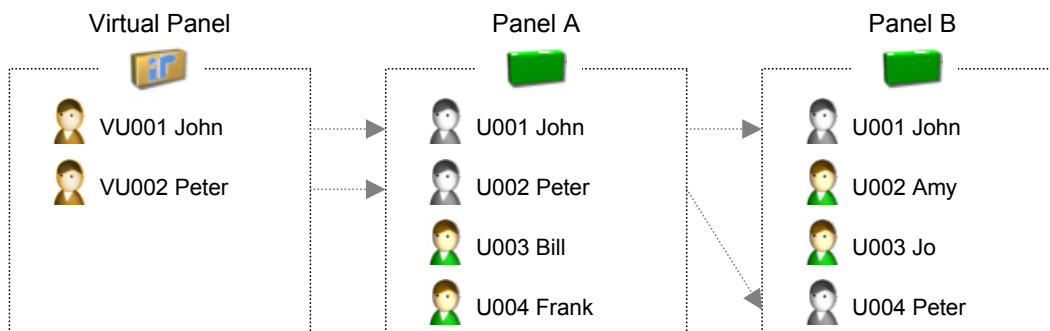 Virtual Panel
Panel A
Panel B
ir
VU001 John
U001 John
U001 John
VU002 Peter
U002 Peter
U002 Amy
U003 Bill
U003 Jo
U004 Frank
U004 Peter